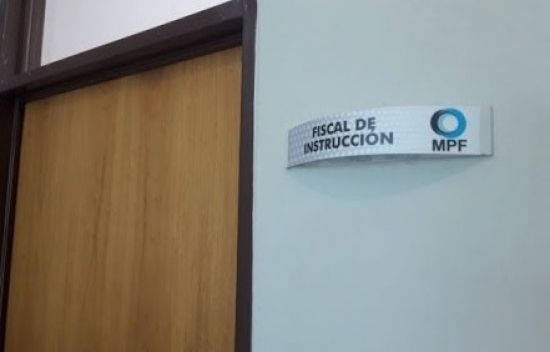 FISCAL DE
INSTRUCCIÓN
MPF